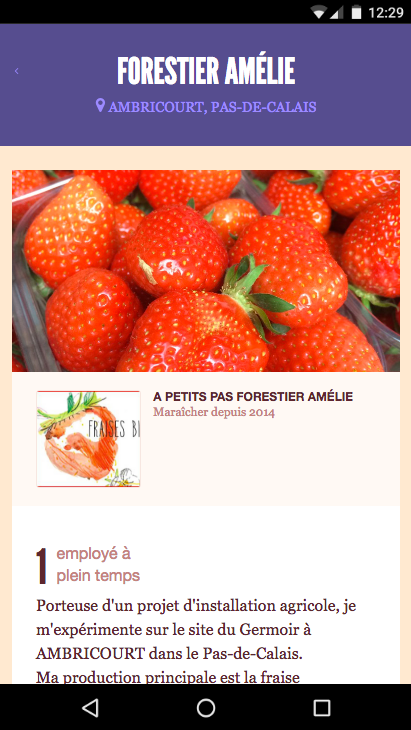 12:29
FORESTIER AMÉLIE
AMBRICOURT, PAS-DE-CALAIS
FRAISES BI
A PETITS PAS FORESTIER AMÉLIE
Maraîcher depuis 2014
1 employé à
plein temps
Porteuse d'un projet d'installation agricole, je
m'expérimente sur le site du Germoir à
AMBRICOURT dans le Pas-de-Calais.
Ma production principale est la fraise